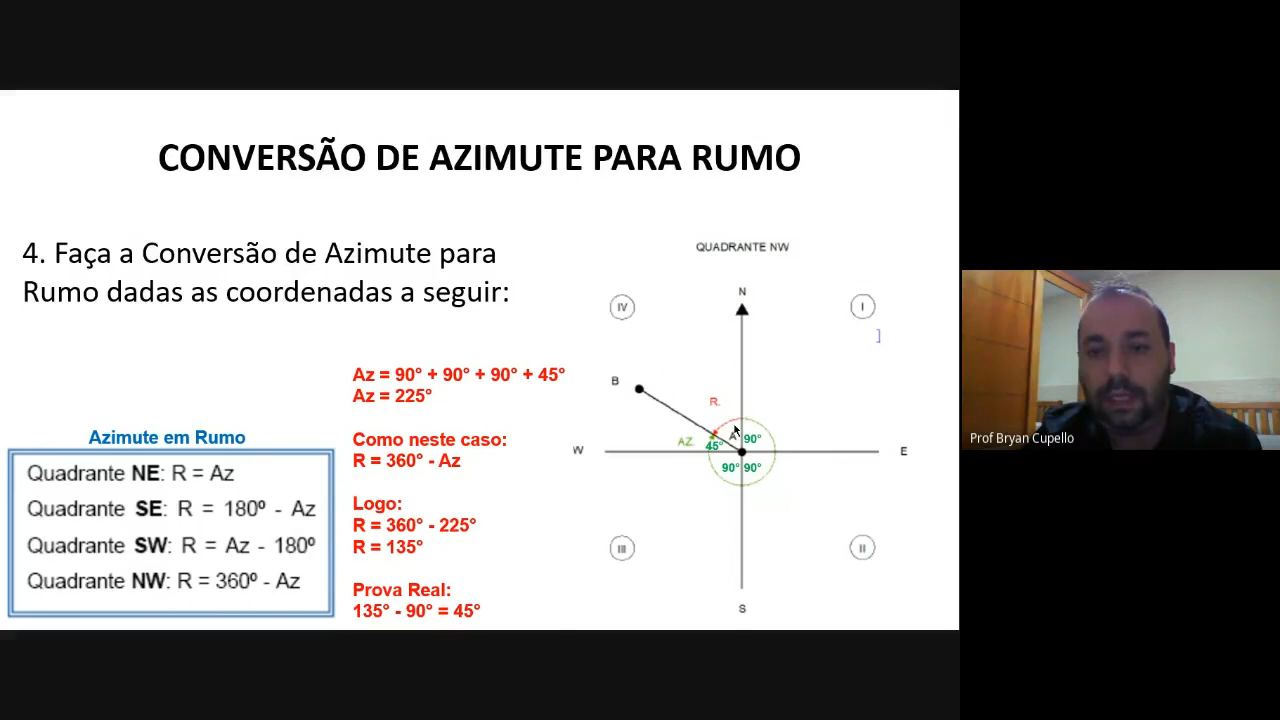 CONVERSÃO DE AZIMUTE PARA RUMO
4. Faça a Conversão de Azimute para
Rumo dadas as coordenadas a seguir:
Azimute em Rumo
Quadrante NE: R = Az
Quadrante SE: R = 180º - Az
Quadrante SW: R = Az - 180º
Quadrante NW: R = 360º - Az
Az = 90° + 90° + 90° + 45°
Az = 225°
Como neste caso:
R = 360° - Az
Logo:
R = 360° - 225°
R = 135°
Prova Real:
135° - 90° = 45°
QUADRANTE NW
N
IV
I
]
B
R.
A
90°
AZ.
45°
W
E
90°
90°
III
II
S
Prof Bryan Cupello